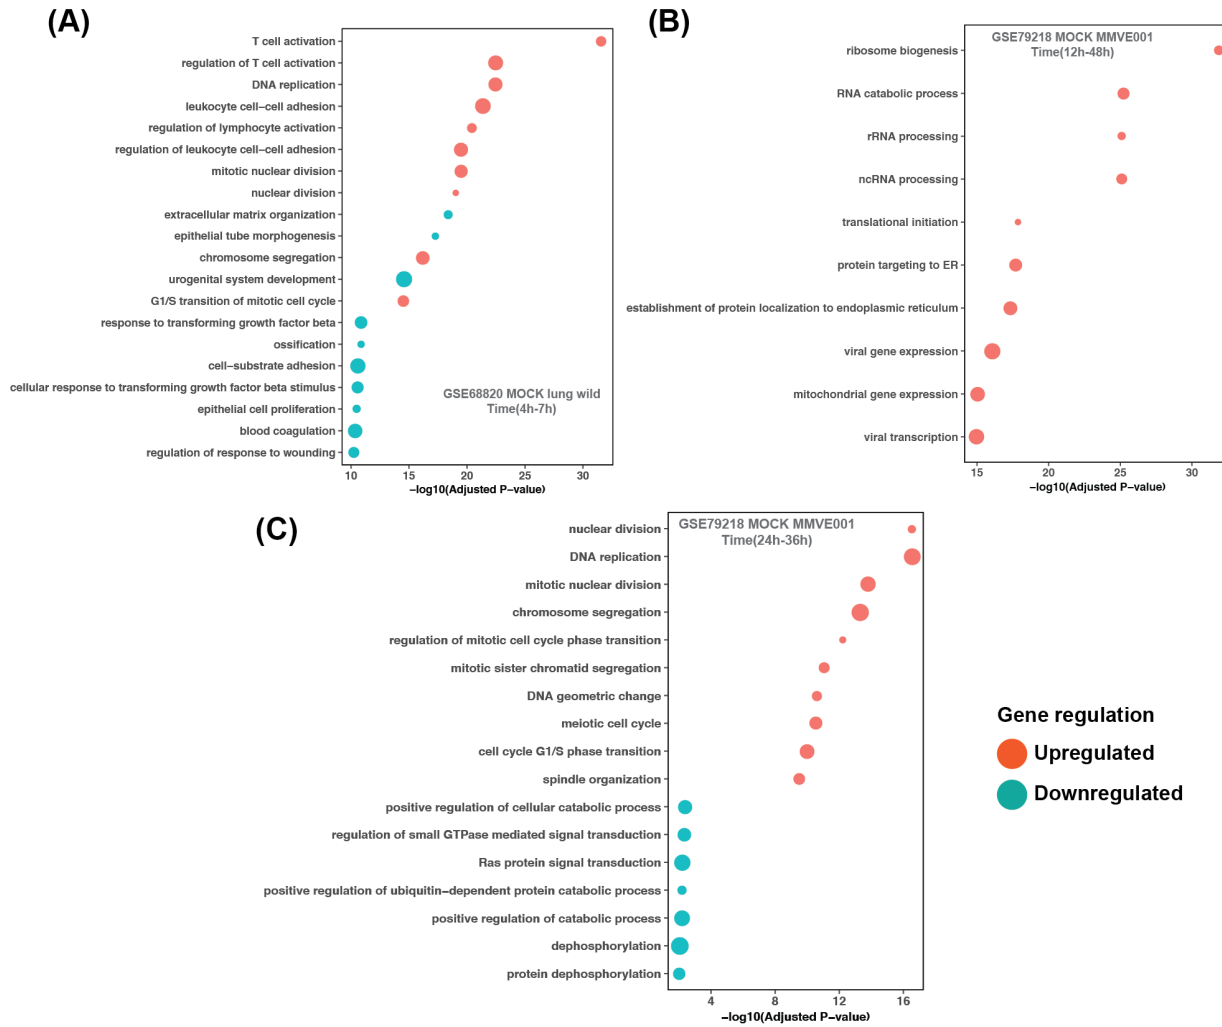 (A)
T cell activation
regulation of T cell activation
DNA replication
leukocyte cell−cell adhesion
regulation of lymphocyte activation
regulation of leukocyte cell−cell adhesion
mitotic nuclear division
nuclear division
extracellular matrix organization
epithelial tube morphogenesis
chromosome segregation
urogenital system development
G1/S transition of mitotic cell cycle
response to transforming growth factor beta
ossification
cell−substrate adhesion
cellular response to transforming growth factor beta stimulus
epithelial cell proliferation
blood coagulation
regulation of response to wounding
GSE68820 MOCK lung wild
Time(4h-7h)
10 15 20 25 30
−log10(Adjusted P−value)
(B)
GSE79218 MOCK MMVE001
Time(12h-48h)
ribosome biogenesis
RNA catabolic process
rRNA processing
ncRNA processing
translational initiation
protein targeting to ER
establishment of protein localization to endoplasmic reticulum
viral gene expression
mitochondrial gene expression
viral transcription
15 20 25 30
−log10(Adjusted P−value)
(C)
GSE79218 MOCK MMVE001
Time(24h-36h)
nuclear division
DNA replication
mitotic nuclear division
chromosome segregation
regulation of mitotic cell cycle phase transition
mitotic sister chromatid segregation
DNA geometric change
meiotic cell cycle
cell cycle G1/S phase transition
spindle organization
positive regulation of cellular catabolic process
regulation of small GTPase mediated signal transduction
Ras protein signal transduction
positive regulation of ubiquitin−dependent protein catabolic process
positive regulation of catabolic process
dephosphorylation
protein dephosphorylation
4 8 12 16
−log10(Adjusted P−value)
Gene regulation
Upregulated
Downregulated